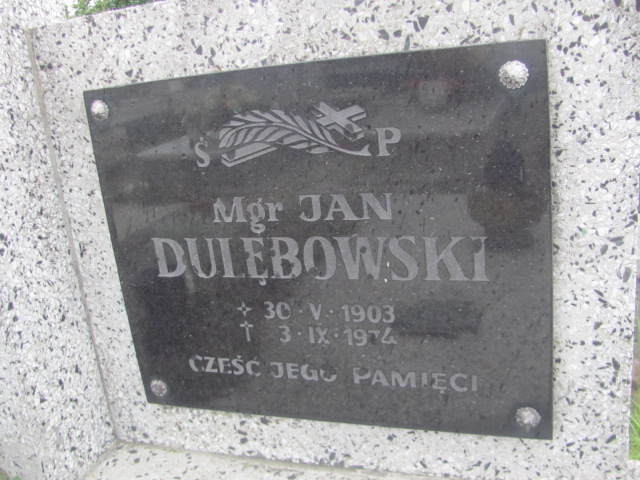 Ś P
Mgr JAN
DULĘBOWSKI
30·V·1903
3·IX·1974
CZEŚĆ JEGO PAMIĘCI